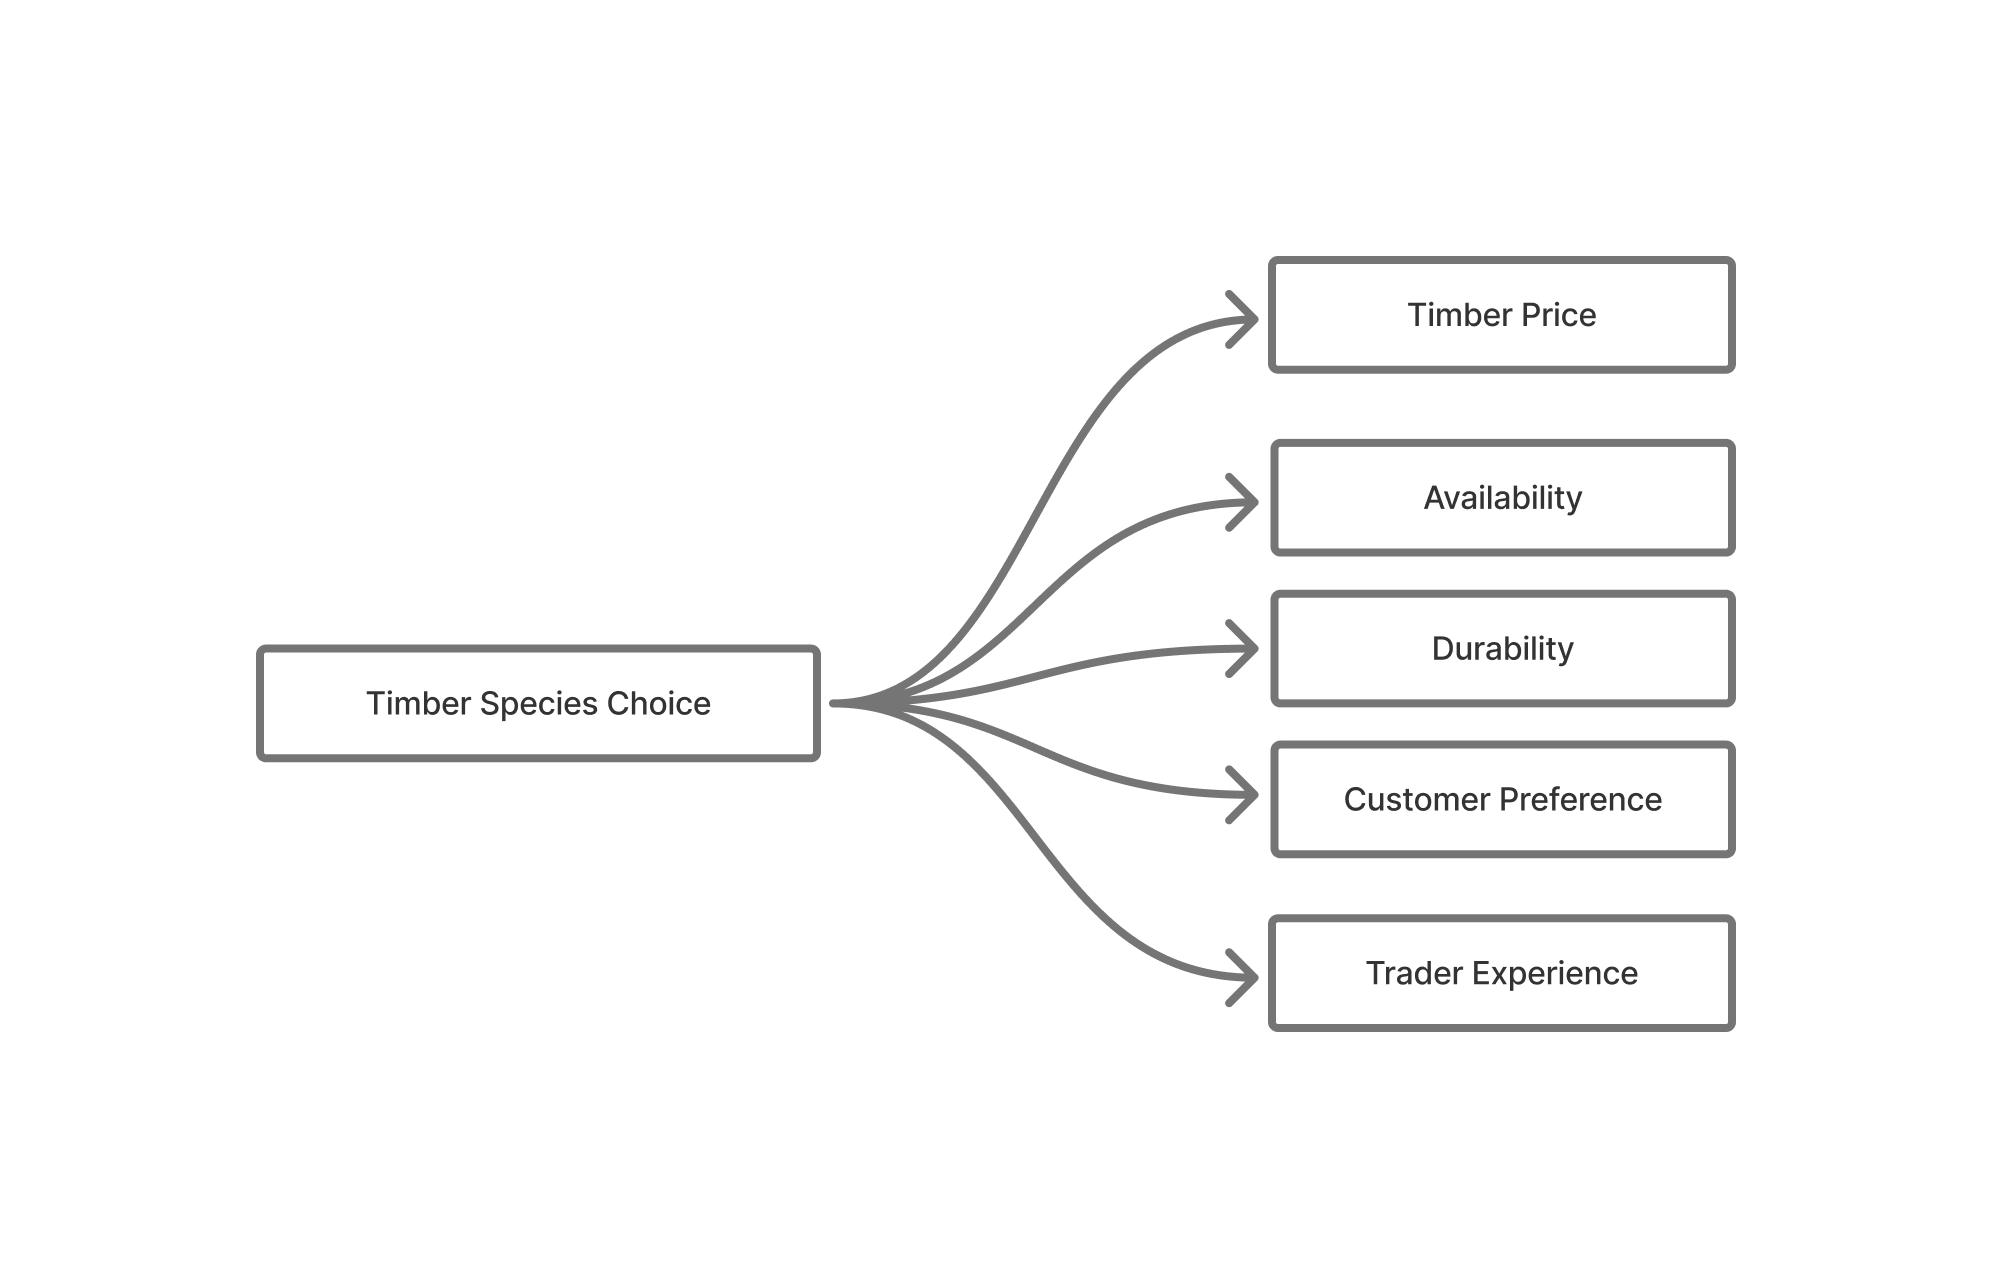 Timber Price
Availability
Durability
Timber Species Choice
Customer Preference
Trader Experience